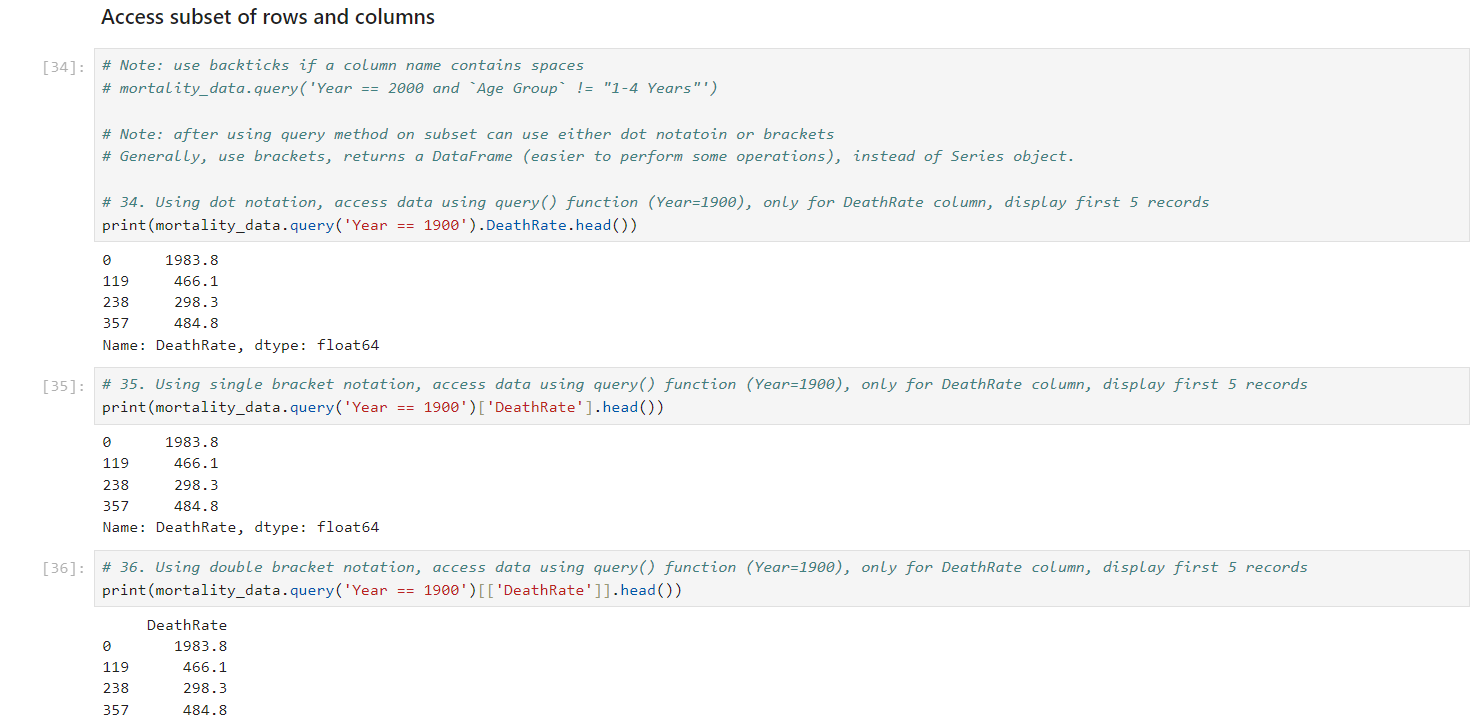 Access subset of rows and columns
[34]:
# Note: use backticks if a column name contains spaces
# mortality_data.query('Year == 2000 and `Age Group` != "1-4 Years"')
# Note: after using query method on subset can use either dot notatoin or brackets
# Generally, use brackets, returns a DataFrame (easier to perform some operations), instead of Series object.
# 34. Using dot notation, access data using query() function (Year=1900), only for DeathRate column, display first 5 records
print(mortality_data.query('Year == 1900').DeathRate.head())
0      1983.8
119     466.1
238     298.3
357     484.8
Name: DeathRate, dtype: float64
[35]:
# 35. Using single bracket notation, access data using query() function (Year=1900), only for DeathRate column, display first 5 records
print(mortality_data.query('Year == 1900')['DeathRate'].head())
0      1983.8
119     466.1
238     298.3
357     484.8
Name: DeathRate, dtype: float64
[36]:
# 36. Using double bracket notation, access data using query() function (Year=1900), only for DeathRate column, display first 5 records
print(mortality_data.query('Year == 1900')[['DeathRate']].head())
     DeathRate
0       1983.8
119      466.1
238      298.3
357      484.8